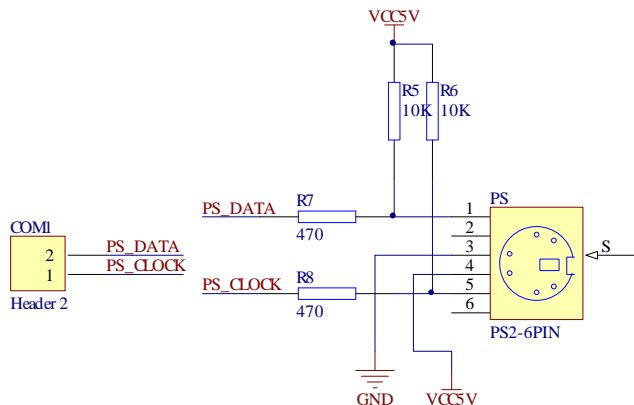 VCC5V
R5
R6
10K
10K
R7
PS
PS_DATA
470
1
2
3
4
5
6
S
COM1
2
PS_DATA
1
PS_CLOCK
Header 2
PS_CLOCK
R8
470
PS2-6PIN
GND
VCC5V